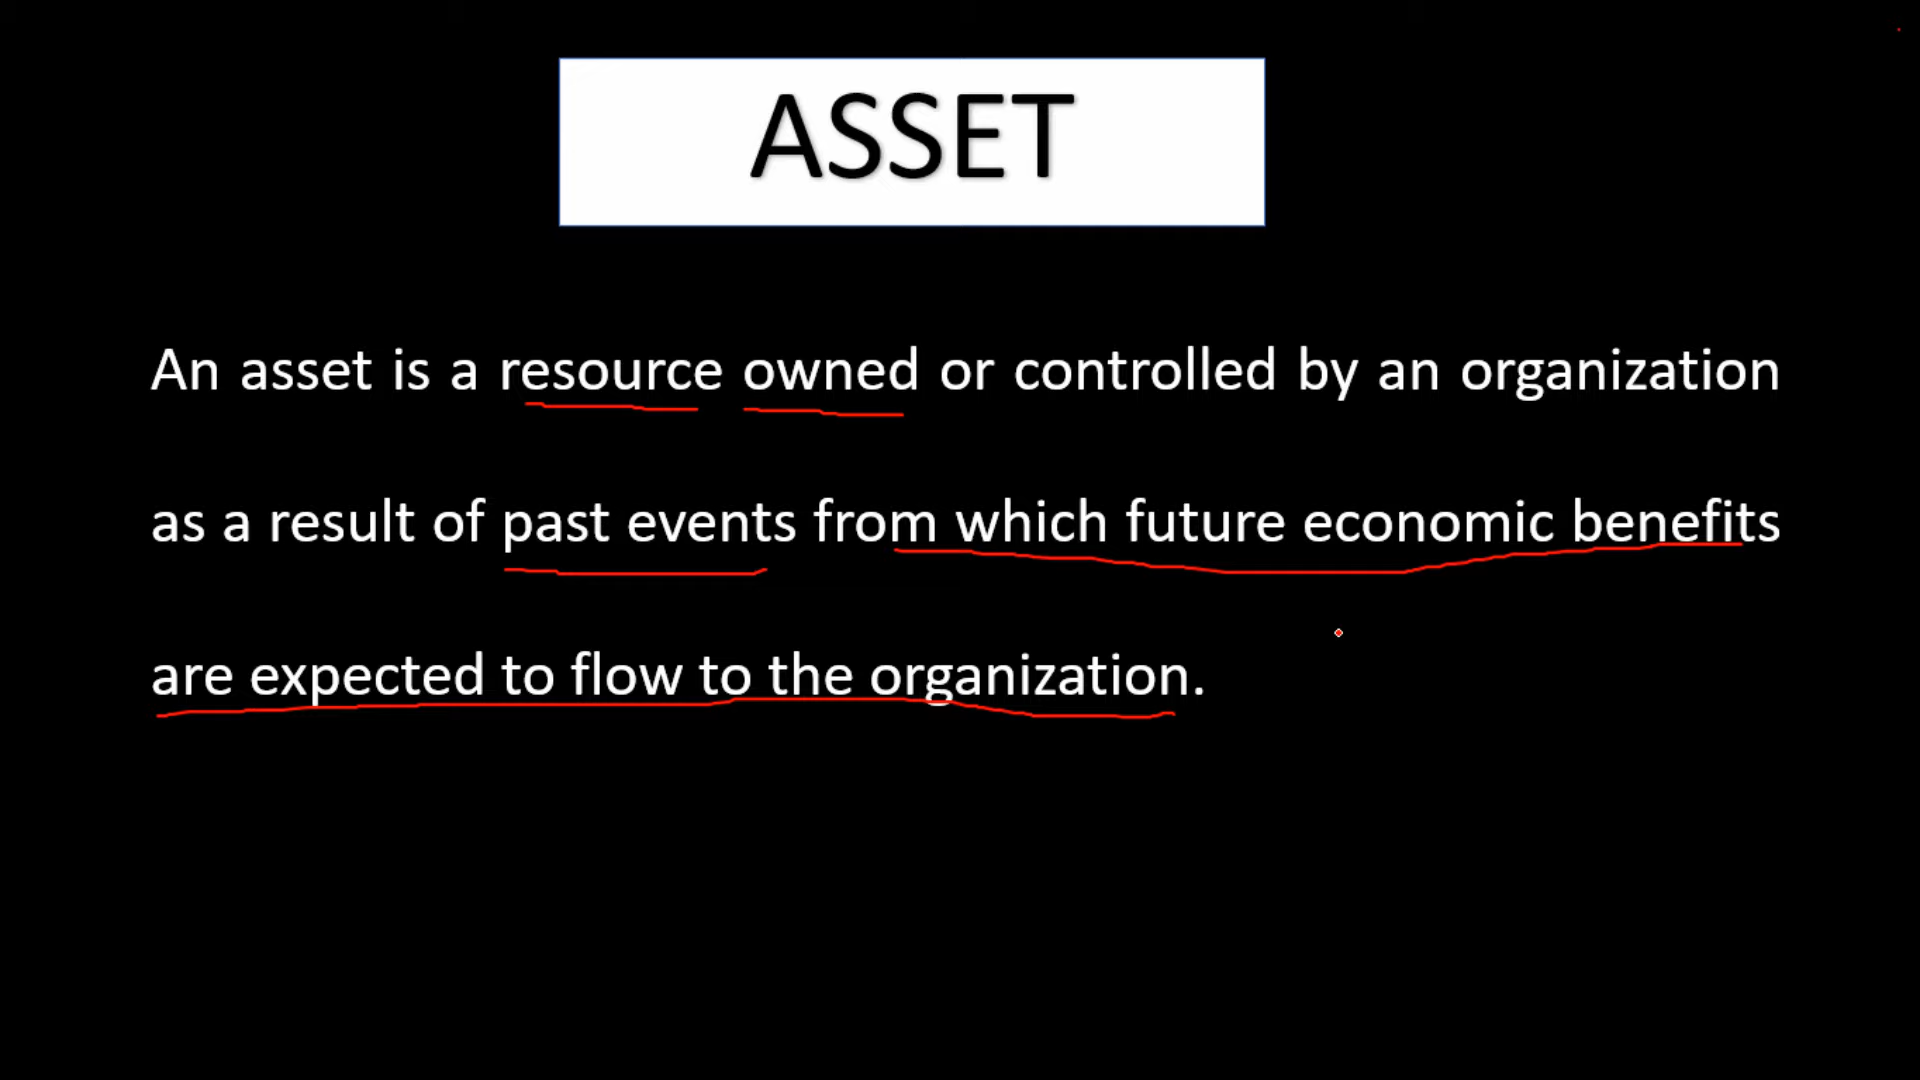 ASSET
An asset is a resource owned or controlled by an organization
as a result of past events from which future economic benefits
are expected to flow to the organization.